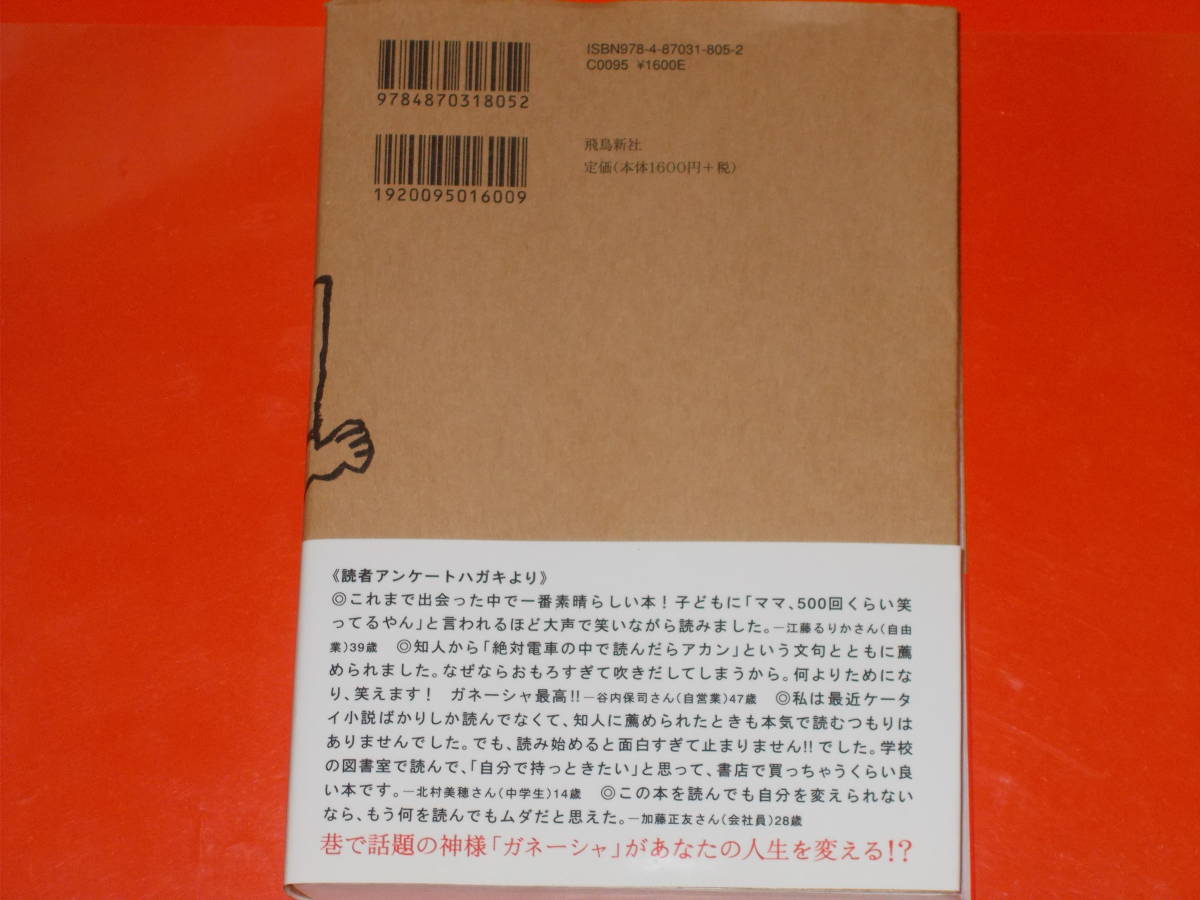 9784870318052
ISBN978-4-87031-805-2
C0095 ¥1600E
1920095016009
飛鳥新社
定価(本体1600円＋税)
《読者アンケートハガキより》
◎これまで出会った中で一番素晴らしい本！子どもに「ママ、500回くらい笑
ってるやん」と言われるほど大声で笑いながら読みました。―江藤るりかさん（自由
業）39歳　◎知人から「絶対電車の中で読んだらアカン」という文句とともに薦
められました。なぜならおもろすぎて吹きだしてしまうから。何よりためにな
り、笑えます！　ガネーシャ最高!!―谷内保司さん（自営業）47歳　◎私は最近ケータ
イ小説ばかりしか読んでなくて、知人に薦められたときも本気で読むつもりは
ありませんでした。でも、読み始めると面白すぎて止まりません!!でした。学校
の図書室で読んで、「自分で持っときたい」と思って、書店で買っちゃうくらい良
い本です。―北村美穂さん（中学生）14歳　◎この本を読んでも自分を変えられない
なら、もう何を読んでもムダだと思えた。―加藤正友さん（会社員）28歳
巷で話題の神様「ガネーシャ」があなたの人生を変える!?